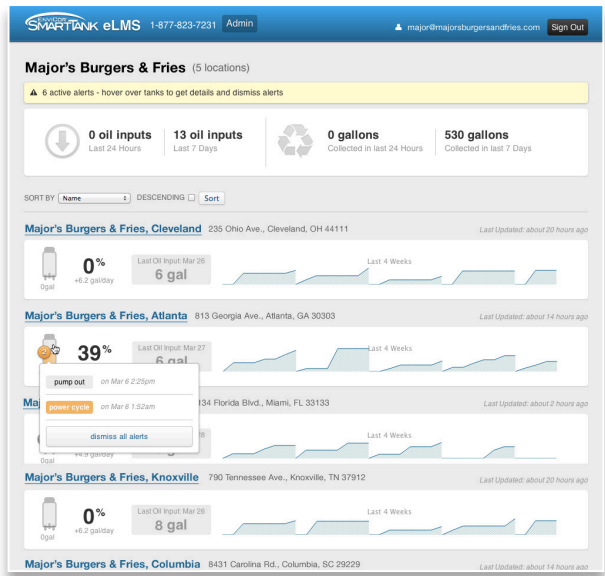 ENVIRCOR
SMARTTANK eLMS 1-877-823-7231 Admin major@majorsburgersandfries.com Sign Out
Major's Burgers & Fries (5 locations)
6 active alerts - hover over tanks to get details and dismiss alerts
0 oil inputs 13 oil inputs 0 gallons 530 gallons
Last 24 Hours Last 7 Days Collected in last 24 Hours Collected in last 7 Days
SORT BY Name DESCENDING Sort
Major's Burgers & Fries, Cleveland 235 Ohio Ave., Cleveland, OH 44111 Last Updated: about 20 hours ago
0% Last Oil Input: Mar 26 Last 4 Weeks
0gal +6.2 gal/day 6 gal
Major's Burgers & Fries, Atlanta 813 Georgia Ave., Atlanta, GA 30303 Last Updated: about 14 hours ago
2 39% Last Oil Input: Mar 27 Last 4 Weeks
6 gal
pump out on Mar 6 2:25pm
Maj 134 Florida Blvd., Miami, FL 33133 Last Updated: about 2 hours ago
power cycle on Mar 6 1:52am
dismiss all alerts Last 4 Weeks
0gal +4.9 gal/day
Major's Burgers & Fries, Knoxville 790 Tennessee Ave., Knoxville, TN 37912 Last Updated: about 20 hours ago
0% Last Oil Input: Mar 26 Last 4 Weeks
0gal +6.2 gal/day 8 gal
Major's Burgers & Fries, Columbia 8431 Carolina Rd., Columbia, SC 29229 Last Updated: about 14 hours ago